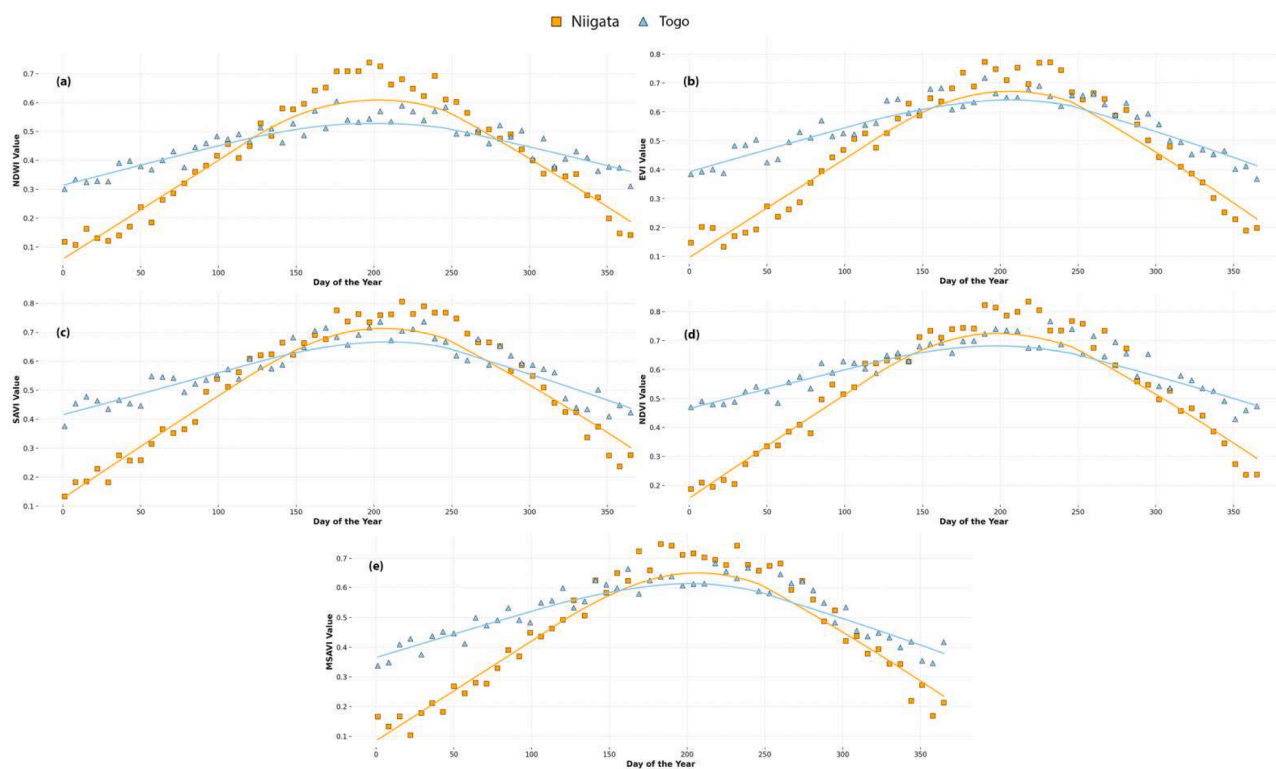 Niigata Togo
(a)
NDWI Value
0.7
0.6
0.5
0.4
0.3
0.2
0.1
0 50 100 150 200 250 300 350
Day of the Year
(b)
EVI Value
0.8
0.7
0.6
0.5
0.4
0.3
0.2
0.1
0 50 100 150 200 250 300 350
Day of the Year
(c)
SAVI Value
0.8
0.7
0.6
0.5
0.4
0.3
0.2
0.1
0 50 100 150 200 250 300 350
Day of the Year
(d)
NDVI Value
0.8
0.7
0.6
0.5
0.4
0.3
0.2
0 50 100 150 200 250 300 350
Day of the Year
(e)
MSAVI Value
0.7
0.6
0.5
0.4
0.3
0.2
0.1
0 50 100 150 200 250 300 350
Day of the Year